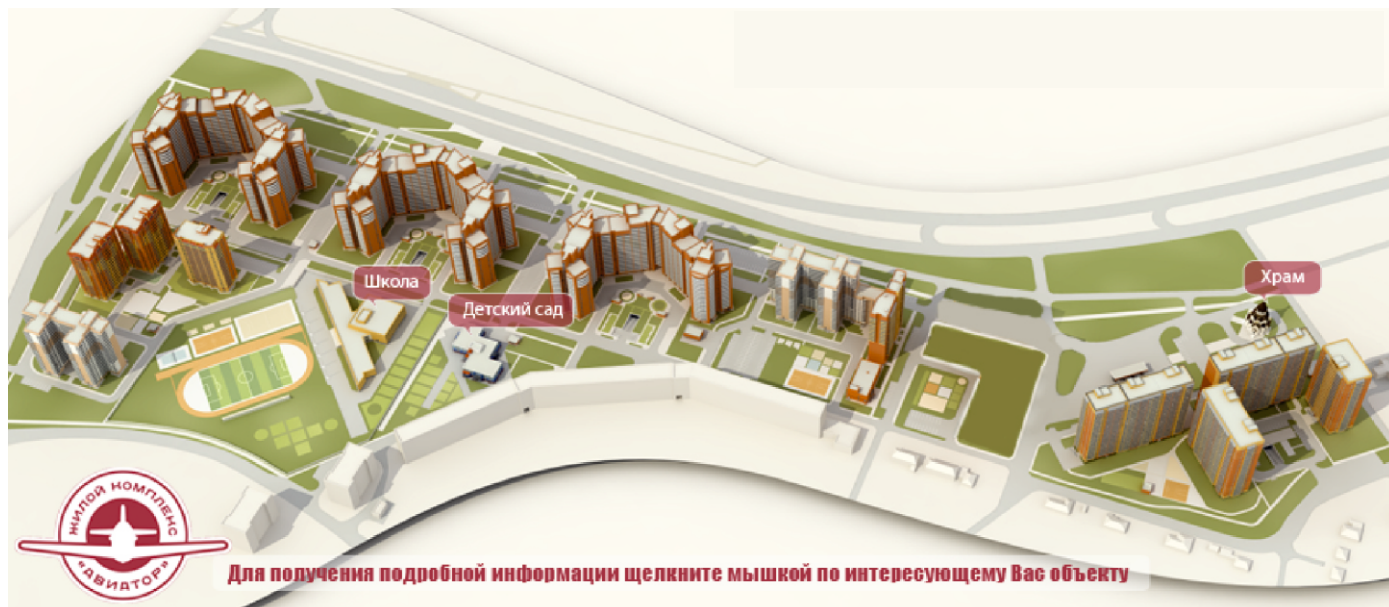 Храм
Школа
Детский сад
ЖИЛОЙ КОМПЛЕКС
«АВИАТОР»
Для получения подробной информации щелкните мышкой по интересующему Вас объекту